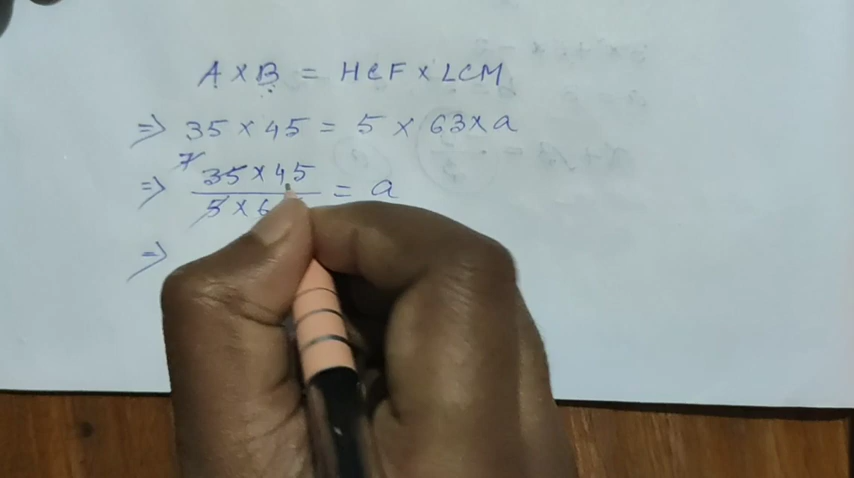 A × B = HCF × LCM
⇒ 35 × 45 = 5 × 63 × a
7
⇒ 35 × 45 = a
5 × 6
⇒